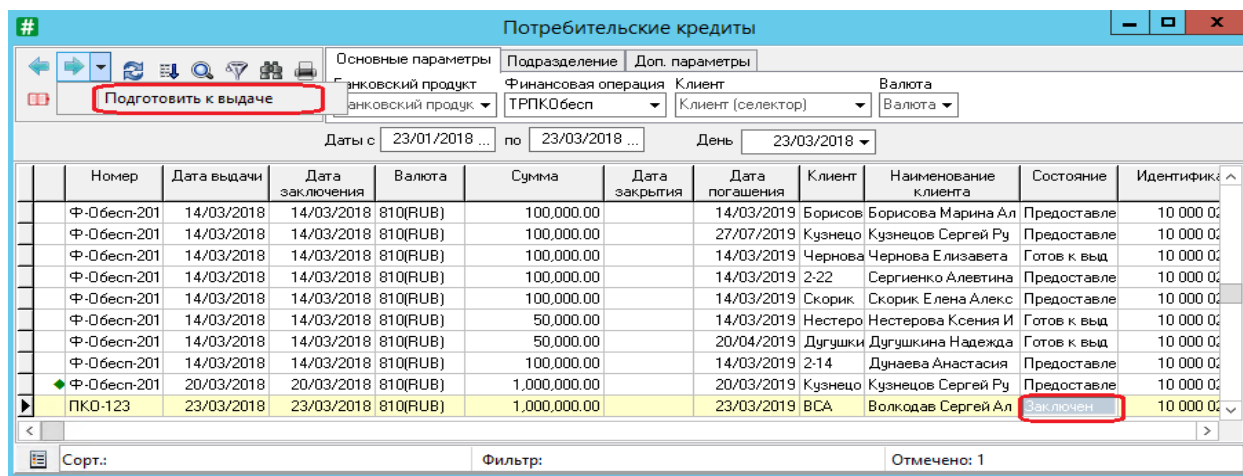 # Потребительские кредиты
Основные параметры Подразделение Доп. параметры
Финансовая операция Клиент Валюта
Подготовить к выдаче
ТРПКОбесп Клиент (селектор) Валюта
Даты с 23/01/2018 ... по 23/03/2018 ... День 23/03/2018
Номер Дата выдачи Дата заключения Валюта Сумма Дата закрытия Дата погашения Клиент Наименование клиента Состояние Идентифика
Ф-Обесп-201 14/03/2018 14/03/2018 810(RUB) 100,000.00 14/03/2019 Борисов Борисова Марина Ал Предоставле 10 000 02
Ф-Обесп-201 14/03/2018 14/03/2018 810(RUB) 100,000.00 27/07/2019 Кузнецо Кузнецов Сергей Ру Предоставле 10 000 02
Ф-Обесп-201 14/03/2018 14/03/2018 810(RUB) 100,000.00 14/03/2019 Чернова Чернова Елизавета Готов к выд 10 000 02
Ф-Обесп-201 14/03/2018 14/03/2018 810(RUB) 100,000.00 14/03/2019 2-22 Сергиенко Алевтина Предоставле 10 000 02
Ф-Обесп-201 14/03/2018 14/03/2018 810(RUB) 100,000.00 14/03/2019 Скорик Скорик Елена Алекс Предоставле 10 000 02
Ф-Обесп-201 14/03/2018 14/03/2018 810(RUB) 50,000.00 14/03/2019 Нестеро Нестерова Ксения И Готов к выд 10 000 02
Ф-Обесп-201 14/03/2018 14/03/2018 810(RUB) 50,000.00 20/04/2019 Дугушки Дугушкина Надежда Готов к выд 10 000 02
Ф-Обесп-201 14/03/2018 14/03/2018 810(RUB) 100,000.00 14/03/2019 2-14 Дунаева Анастасия Предоставле 10 000 02
Ф-Обесп-201 20/03/2018 20/03/2018 810(RUB) 1,000,000.00 20/03/2019 Кузнецо Кузнецов Сергей Ру Предоставле 10 000 02
ПКО-123 23/03/2018 23/03/2018 810(RUB) 1,000,000.00 23/03/2019 ВСА Волкодав Сергей Ал Заключен 10 000 02
Сорт.: Фильтр: Отмечено: 1